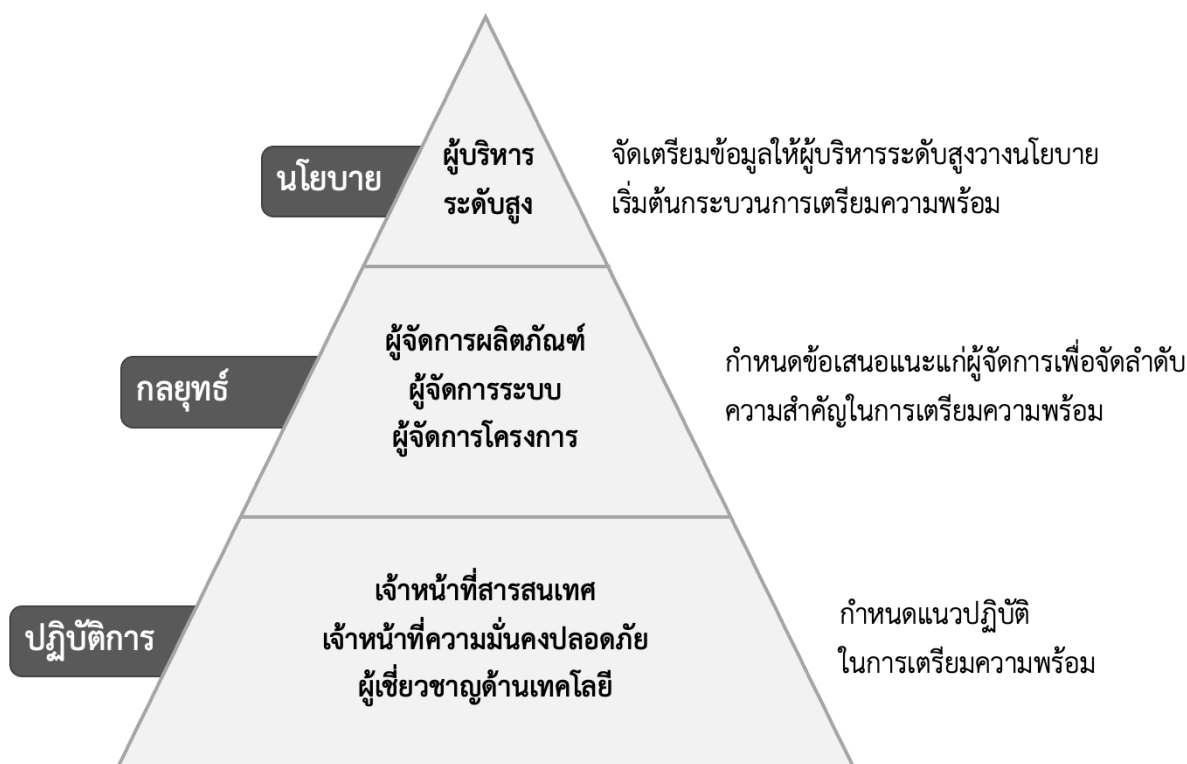 นโยบาย
ผู้บริหาร
ระดับสูง
จัดเตรียมข้อมูลให้ผู้บริหารระดับสูงวางนโยบาย
เริ่มต้นกระบวนการเตรียมความพร้อม
กลยุทธ์
ผู้จัดการผลิตภัณฑ์
ผู้จัดการระบบ
ผู้จัดการโครงการ
กำหนดข้อเสนอแนะแก่ผู้จัดการเพื่อจัดลำดับ
ความสำคัญในการเตรียมความพร้อม
ปฏิบัติการ
เจ้าหน้าที่สารสนเทศ
เจ้าหน้าที่ความมั่นคงปลอดภัย
ผู้เชี่ยวชาญด้านเทคโลยี
กำหนดแนวปฏิบัติ
ในการเตรียมความพร้อม